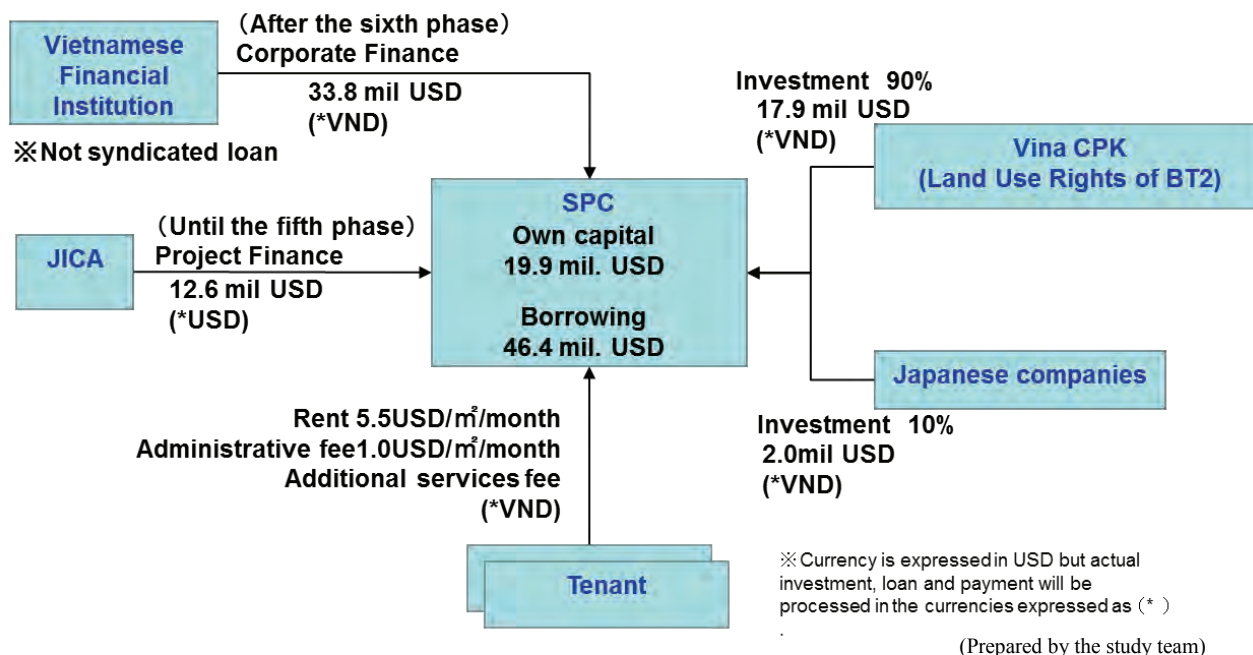 Vietnamese
Financial
Institution
※Not syndicated loan
（After the sixth phase）
Corporate Finance
33.8 mil USD
(*VND)
Investment 90%
17.9 mil USD
(*VND)
Vina CPK
(Land Use Rights of BT2)
JICA
（Until the fifth phase）
Project Finance
12.6 mil USD
(*USD)
SPC
Own capital
19.9 mil. USD
Borrowing
46.4 mil. USD
Japanese companies
Investment 10%
2.0mil USD
(*VND)
Rent 5.5USD/㎡/month
Administrative fee1.0USD/㎡/month
Additional services fee
(*VND)
Tenant
※Currency is expressed in USD but actual
investment, loan and payment will be
processed in the currencies expressed as（* ）
.
(Prepared by the study team)